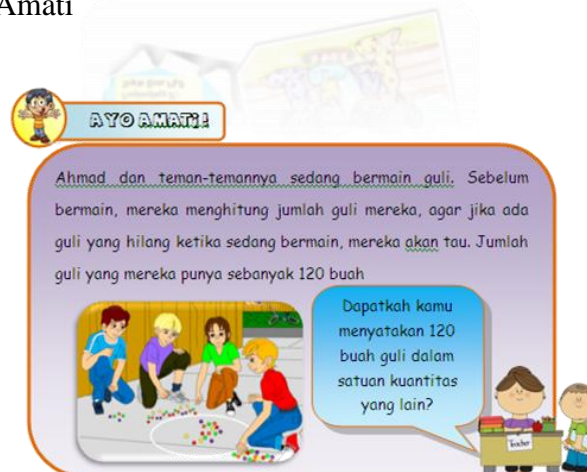 Amati
AYO AMATI!
Ahmad dan teman-temannya sedang bermain guli. Sebelum
bermain, mereka menghitung jumlah guli mereka, agar jika ada
guli yang hilang ketika sedang bermain, mereka akan tau. Jumlah
guli yang mereka punya sebanyak 120 buah
Dapatkah kamu
menyatakan 120
buah guli dalam
satuan kuantitas
yang lain?
Teacher